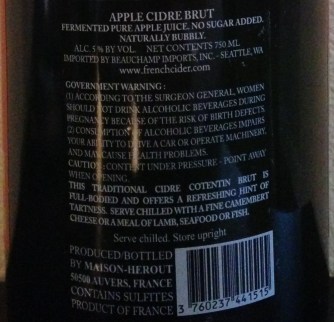 APPLE CIDRE BRUT
FERMENTED PURE APPLE JUICE. NO SUGAR ADDED.
NATURALLY BUBBLY.
ALC. 5% BY VOL. NET CONTENTS 750 ML
IMPORTED BY BEAUCHAMP IMPORTS, INC. - SEATTLE, WA
www.frenchcider.com
GOVERNMENT WARNING :
(1) ACCORDING TO THE SURGEON GENERAL, WOMEN
SHOULD NOT DRINK ALCOHOLIC BEVERAGES DURING
PREGNANCY BECAUSE OF THE RISK OF BIRTH DEFECTS.
(2) CONSUMPTION OF ALCOHOLIC BEVERAGES IMPAIRS
YOUR ABILITY TO DRIVE A CAR OR OPERATE MACHINERY,
AND MAY CAUSE HEALTH PROBLEMS.
CAUTION : CONTENT UNDER PRESSURE - POINT AWAY
WHEN OPENING.
THIS TRADITIONAL CIDRE COTENTIN BRUT IS
FULL-BODIED AND OFFERS A REFRESHING HINT OF
TARTNESS. SERVE CHILLED WITH A FINE CAMEMBERT
CHEESE OR A MEAL OF LAMB, SEAFOOD OR FISH.
Serve chilled. Store upright
PRODUCED/BOTTLED
BY MAISON-HEROUT
50500 AUVERS, FRANCE
CONTAINS SULFITES
PRODUCT OF FRANCE
3 760237 441515